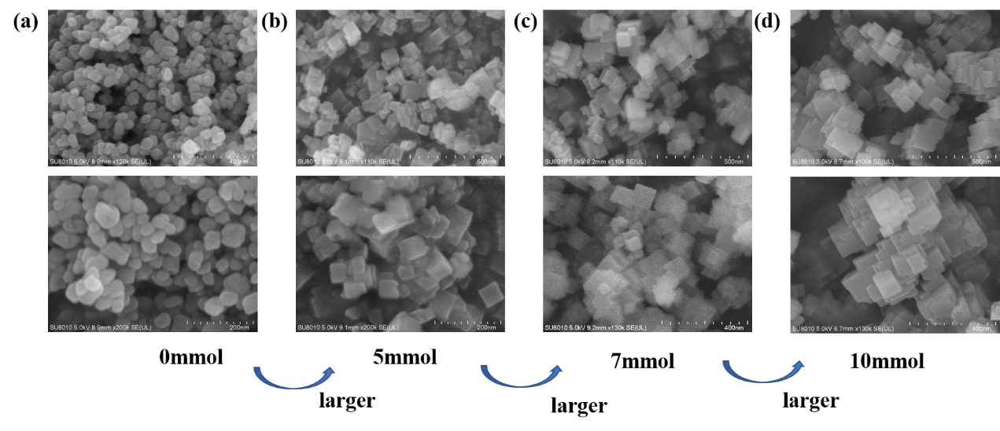 (a) (b) (c) (d)
SU8010 5.0kV 8.9mm x120k SE(UL) 400nm
SU8010 5.0kV 9.1mm x110k SE(UL) 500nm
SU8010 5.0kV 9.2mm x110k SE(UL) 500nm
SU8010 5.0kV 8.7mm x100k SE(UL) 500nm
SU8010 5.0kV 8.9mm x200k SE(UL) 200nm
SU8010 5.0kV 9.1mm x200k SE(UL) 200nm
SU8010 5.0kV 9.2mm x130k SE(UL) 400nm
SU8010 5.0kV 8.7mm x130k SE(UL) 400nm
0mmol 5mmol 7mmol 10mmol
larger larger larger